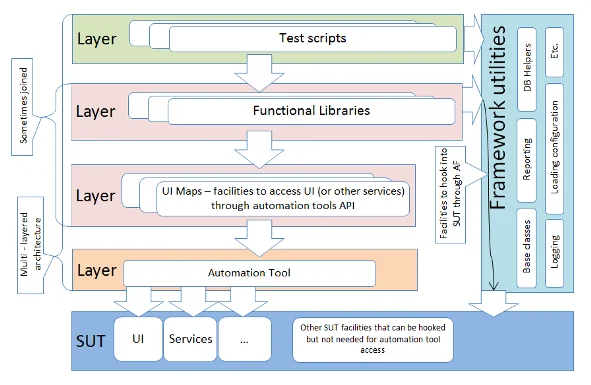 Layer
Test scripts
Layer
Functional Libraries
Layer
UI Maps – facilities to access UI (or other services)
through automation tools API
Layer
Automation Tool
SUT
UI
Services
...
Other SUT facilities that can be hooked
but not needed for automation tool
access
Sometimes joined
Multi - layered
architecture
Facilities to hook into
SUT through AF
Framework utilities
DB Helpers
Etc.
Reporting
Loading configuration
Base classes
Logging